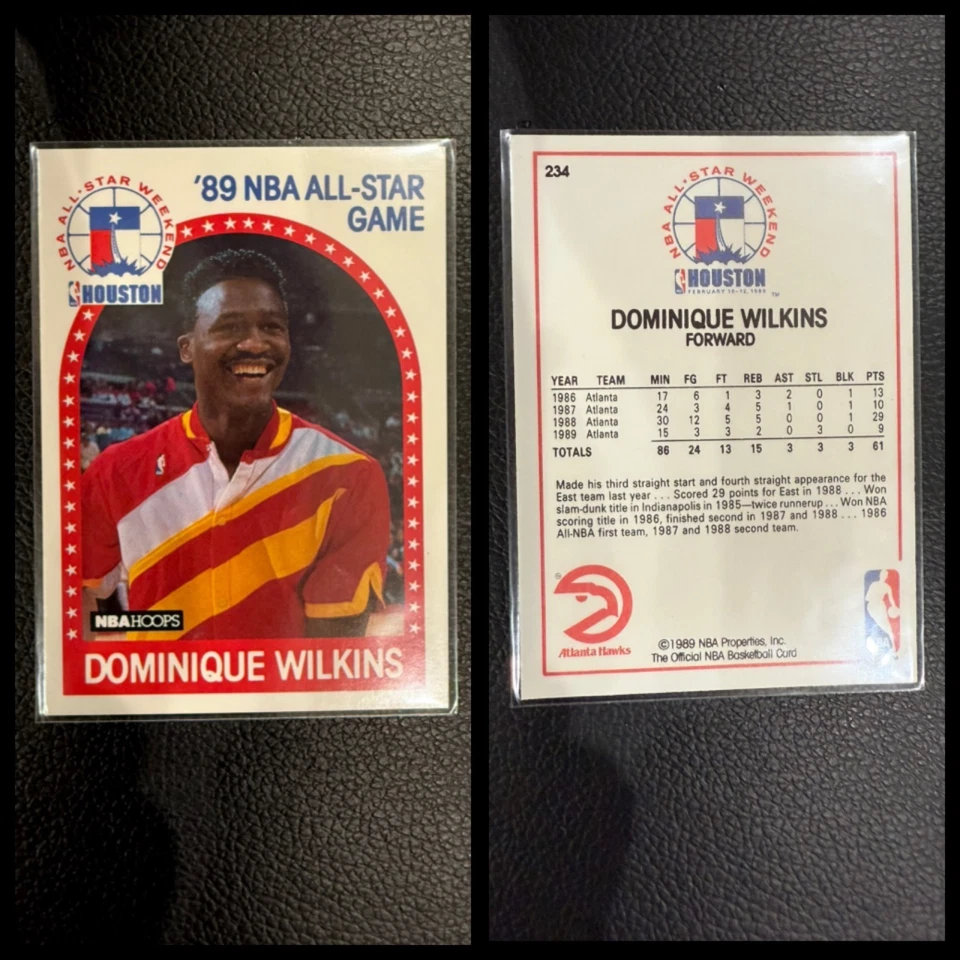 NBA ALL-STAR WEEKEND
HOUSTON
'89 NBA ALL-STAR
GAME
NBA HOOPS
DOMINIQUE WILKINS
234
NBA ALL-STAR WEEKEND
HOUSTON
FEBRUARY 10-12, 1989 ™
DOMINIQUE WILKINS
FORWARD
YEAR TEAM MIN FG FT REB AST STL BLK PTS
1986 Atlanta 17 6 1 3 2 0 1 13
1987 Atlanta 24 3 4 5 1 0 1 10
1988 Atlanta 30 12 5 5 0 0 1 29
1989 Atlanta 15 3 3 2 0 3 0 9
TOTALS 86 24 13 15 3 3 3 61
Made his third straight start and fourth straight appearance for the
East team last year . . . Scored 29 points for East in 1988 . . . Won
slam-dunk title in Indianapolis in 1985—twice runnerup . . . Won NBA
scoring title in 1986, finished second in 1987 and 1988 . . . 1986
All-NBA first team, 1987 and 1988 second team.
®
Atlanta Hawks
©1989 NBA Properties, Inc.
The Official NBA Basketball Card